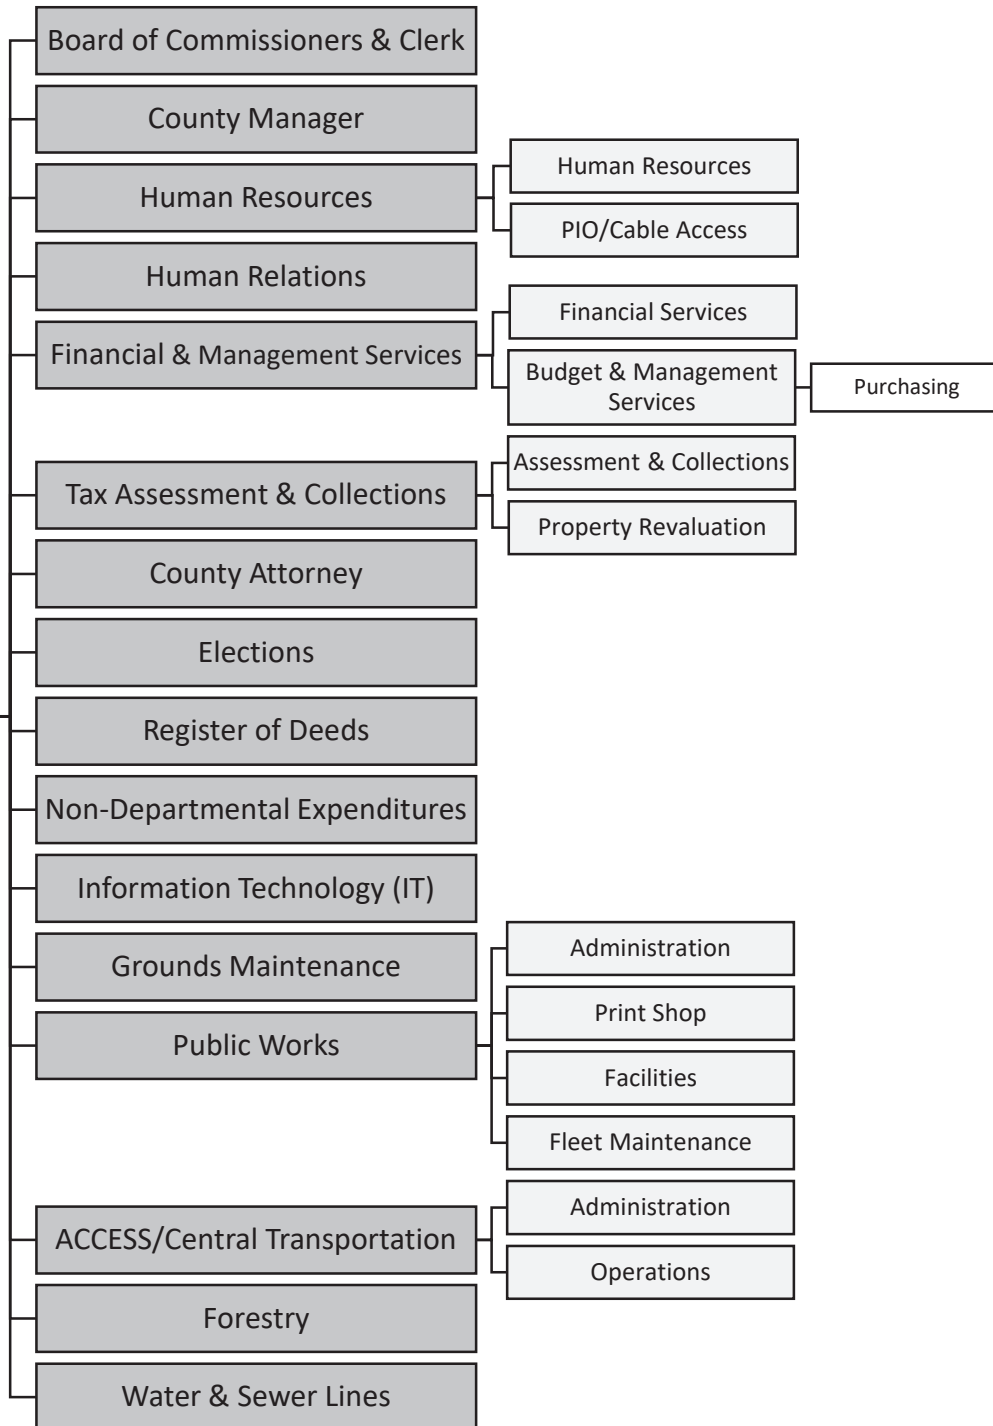 Board of Commissioners & Clerk
County Manager
Human Resources
Human Resources
PIO/Cable Access
Human Relations
Financial & Management Services
Financial Services
Budget & Management
Services
Purchasing
Tax Assessment & Collections
Assessment & Collections
Property Revaluation
County Attorney
Elections
Register of Deeds
Non-Departmental Expenditures
Information Technology (IT)
Grounds Maintenance
Public Works
Administration
Print Shop
Facilities
Fleet Maintenance
ACCESS/Central Transportation
Administration
Operations
Forestry
Water & Sewer Lines